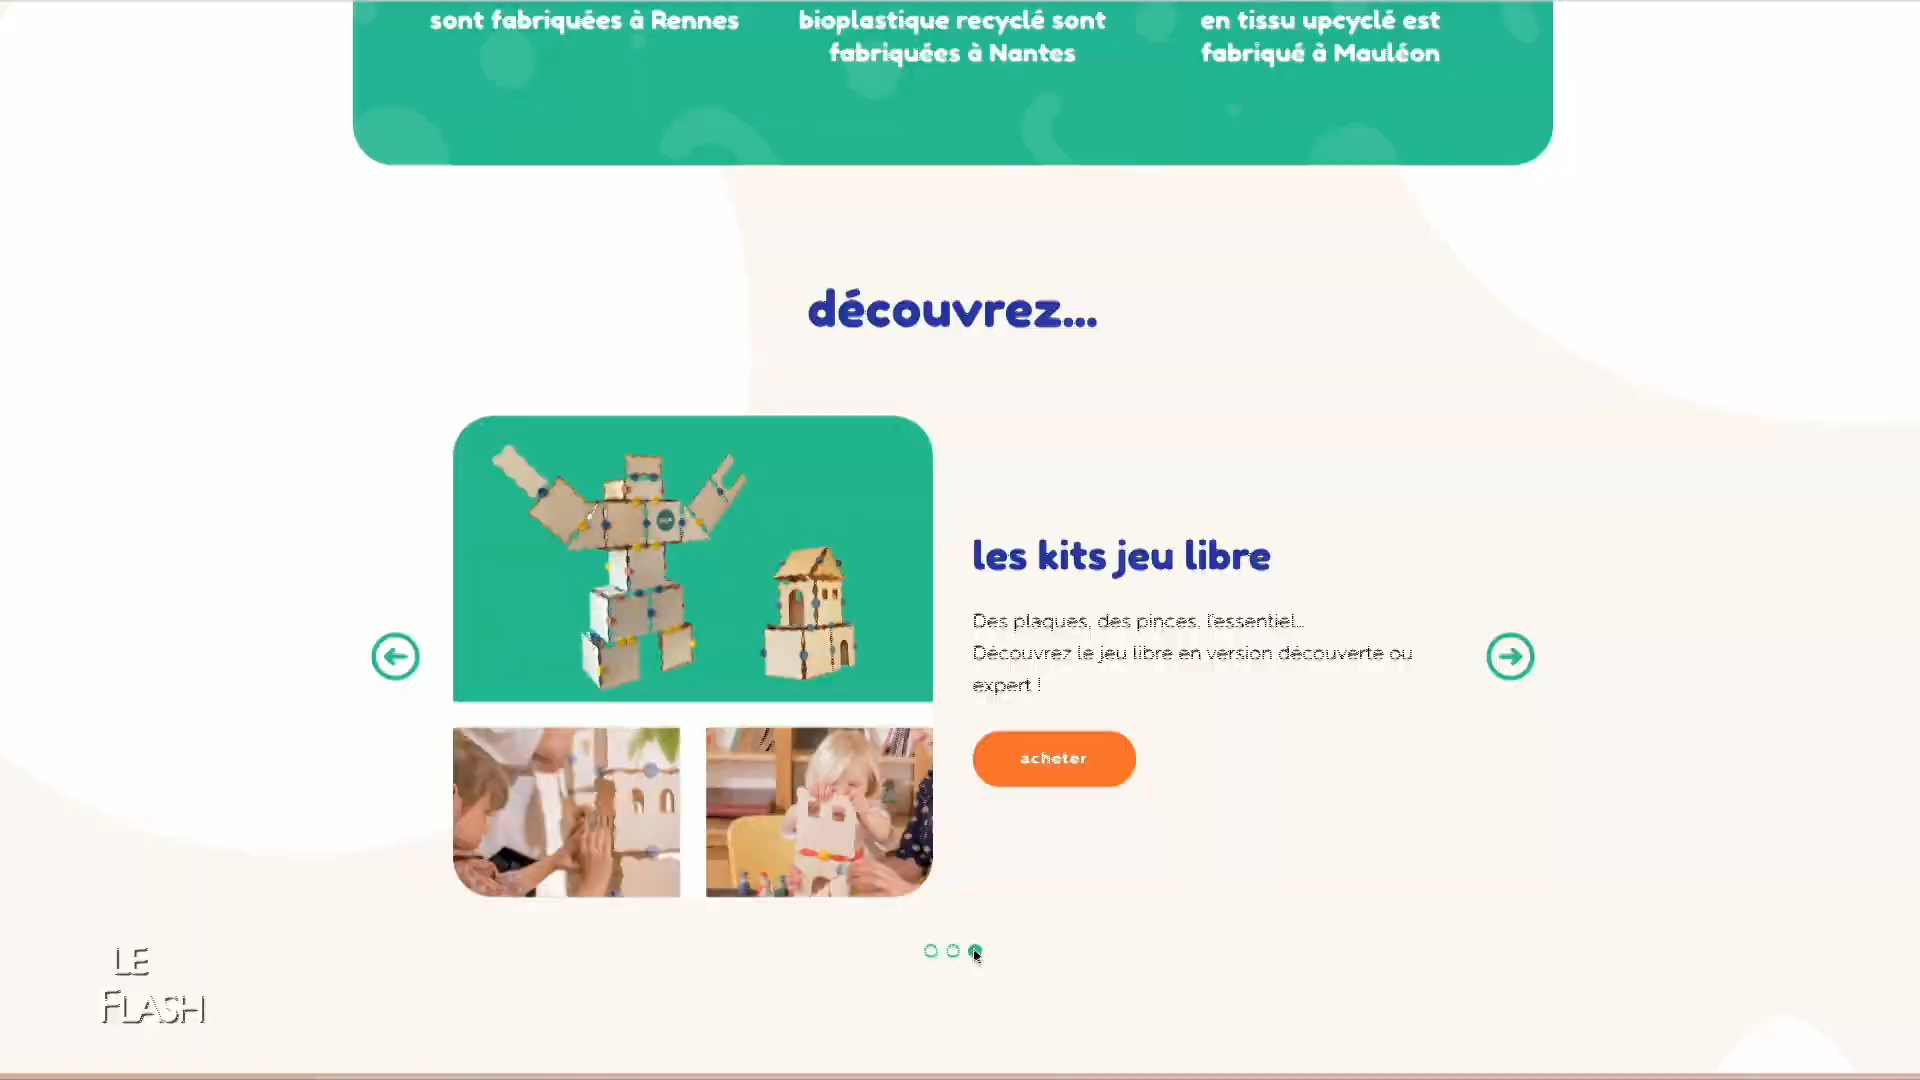 sont fabriquées à Rennes
bioplastique recyclé sont
fabriquées à Nantes
en tissu upcyclé est
fabriqué à Mauléon
découvrez...
les kits jeu libre
Des plaques, des pinces, l'essentiel...
Découvrez le jeu libre en version découverte ou
expert !
acheter
LE
FLASH